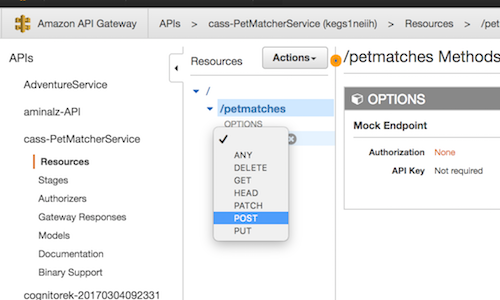 Amazon API Gateway APIs > cass-PetMatcherService (kegs1neiih) > Resources > /pet
APIs
AdventureService
aminalz-API
cass-PetMatcherService
Resources
Stages
Authorizers
Gateway Responses
Models
Documentation
Binary Support
cognitorek-20170304092331
Resources Actions
/
/petmatches
OPTIONS
ANY
DELETE
GET
HEAD
PATCH
POST
PUT
/petmatches Methods
OPTIONS
Mock Endpoint
Authorization None
API Key Not required